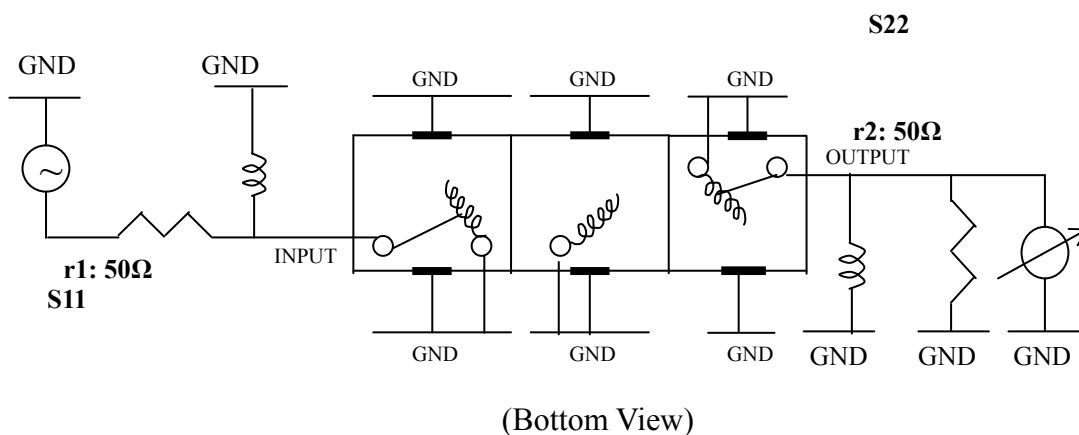 S22
GND
GND
GND
GND
GND
r2: 50Ω
OUTPUT
INPUT
r1: 50Ω
S11
GND
GND
GND
GND
GND
GND
(Bottom View)